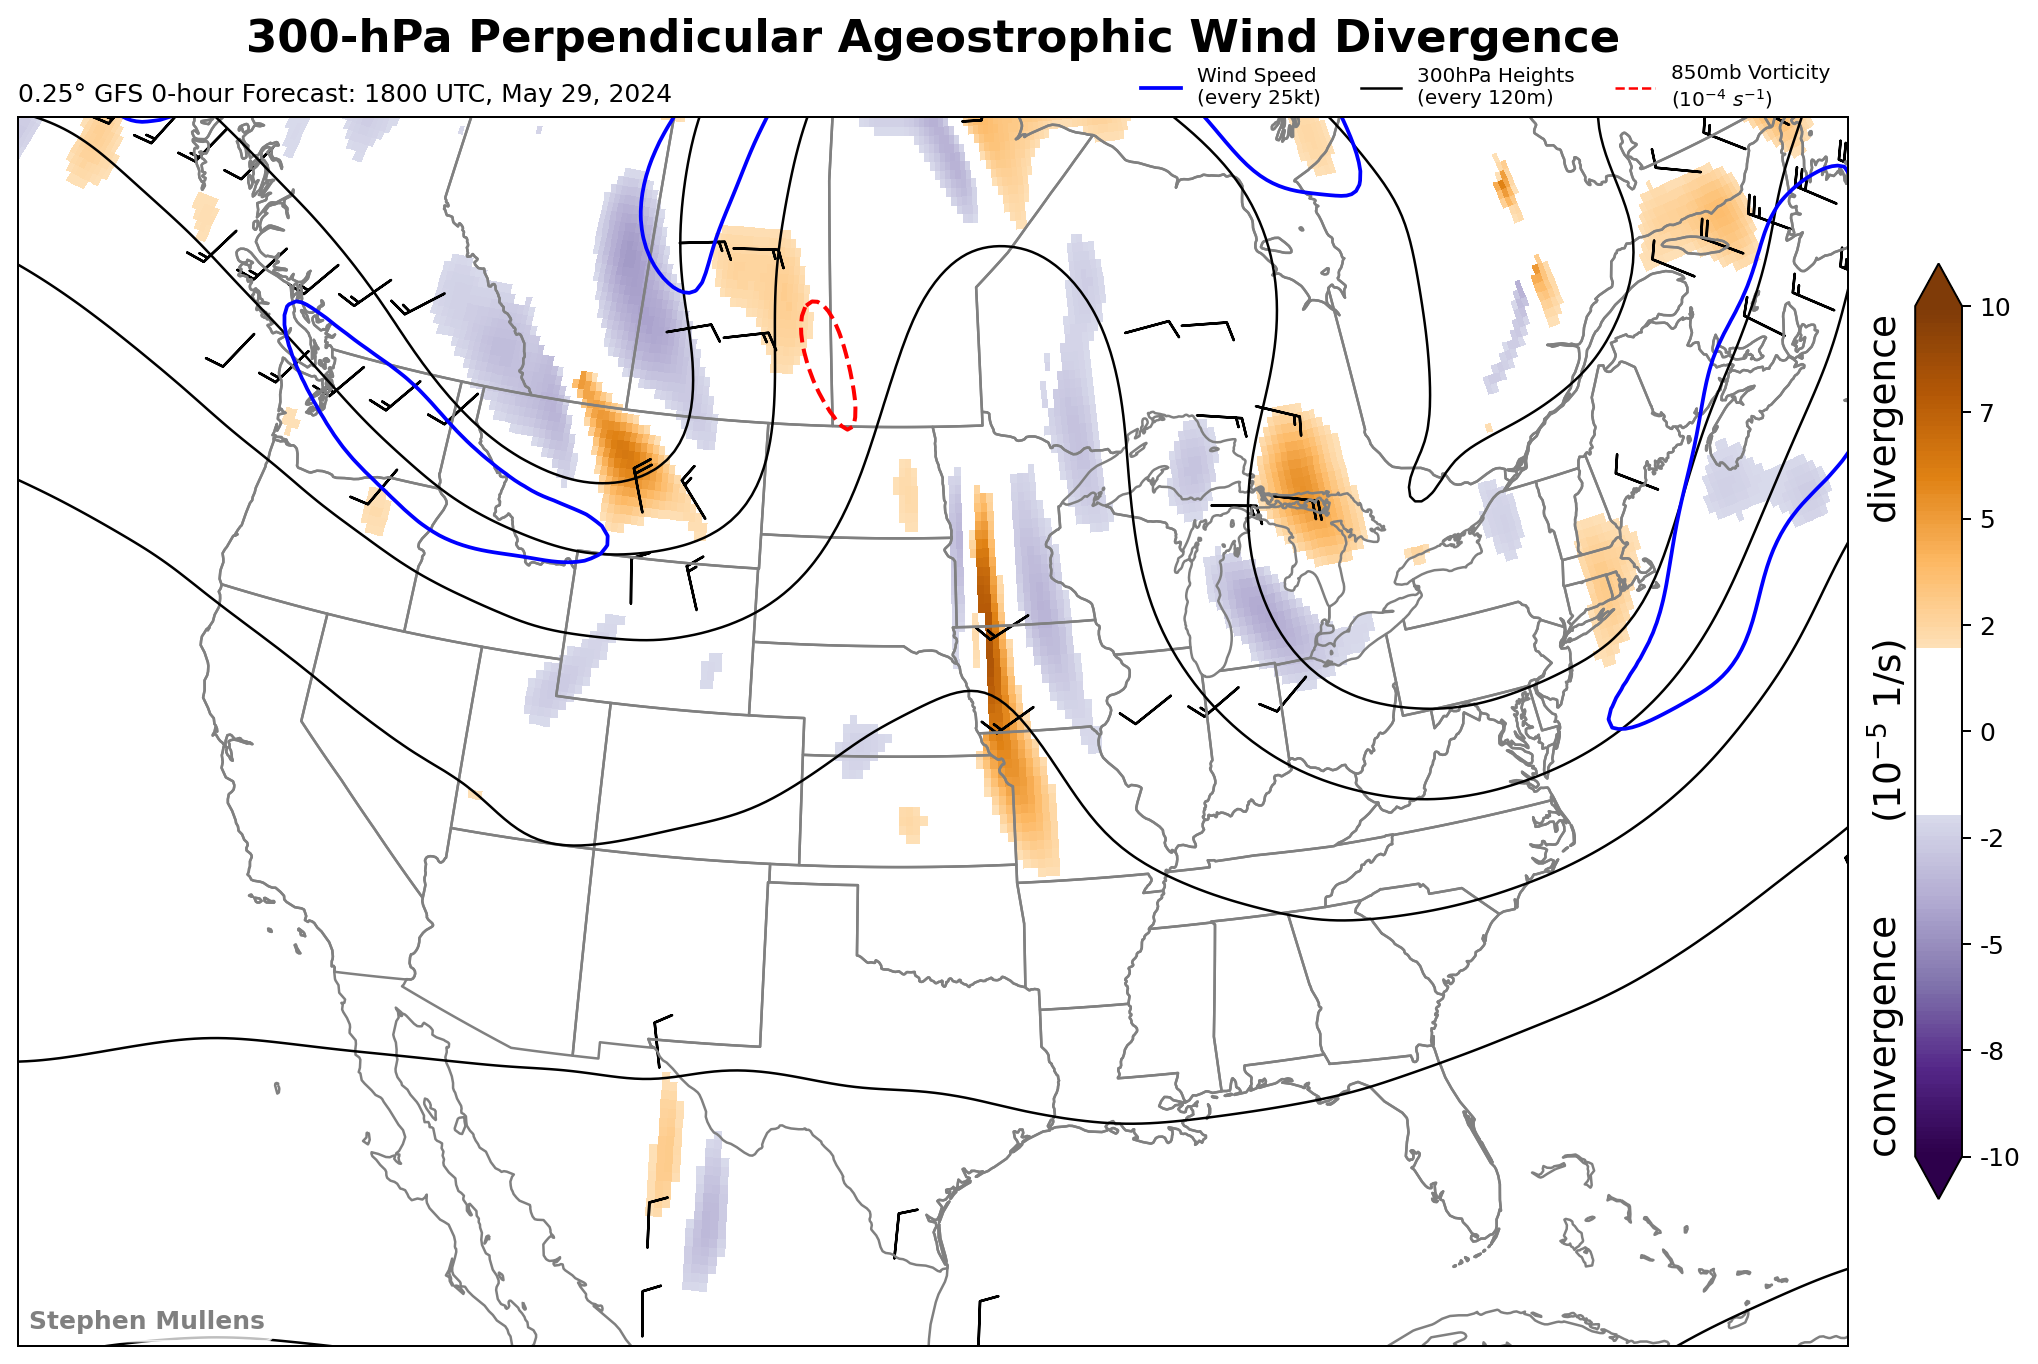 300-hPa Perpendicular Ageostrophic Wind Divergence
0.25° GFS 0-hour Forecast: 1800 UTC, May 29, 2024
Wind Speed
(every 25kt)
300hPa Heights
(every 120m)
850mb Vorticity
(10⁻⁴ s⁻¹)
10
7
5
2
0
-2
-5
-8
-10
convergence (10⁻⁵ 1/s) divergence
Stephen Mullens